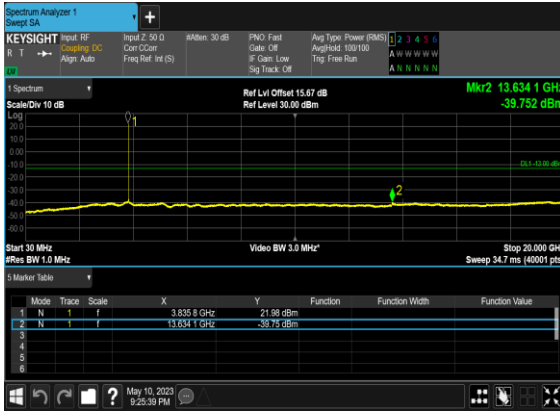 Spectrum Analyzer 1
Swept SA
+
KEYSIGHT
R T
LV
Input: RF
Coupling: DC
Align: Auto
Input Z: 50 Ω
Corr CCorr
Freq Ref: Int (S)
#Atten: 30 dB
PNO: Fast
Gate: Off
IF Gain: Low
Sig Track: Off
Avg Type: Power (RMS)
Avg|Hold: 100/100
Trig: Free Run
1 2 3 4 5 6
A W W W W W
A N N N N N
1 Spectrum
Scale/Div 10 dB
Ref Lvl Offset 15.67 dB
Ref Level 30.00 dBm
Mkr2 13.634 1 GHz
-39.752 dBm
Log
20.0
10.0
0.00
-10.0
-20.0
-30.0
-40.0
-50.0
-60.0
1
DL1 -13.00 dBm
2
Start 30 MHz
#Res BW 1.0 MHz
Video BW 3.0 MHz*
Stop 20.000 GHz
Sweep 34.7 ms (40001 pts)
5 Marker Table
Mode Trace Scale X Y Function Function Width Function Value
1 N 1 f 3.835 8 GHz 21.98 dBm
2 N 1 f 13.634 1 GHz -39.75 dBm
3
4
5
6
?
May 10, 2023
9:25:39 PM